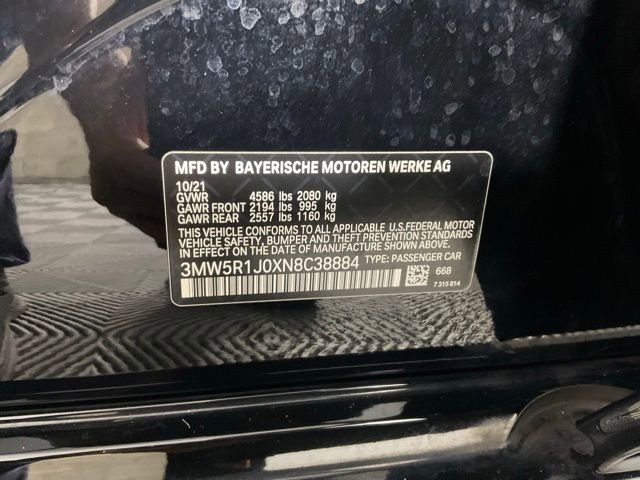 MFD BY BAYERISCHE MOTOREN WERKE AG
10/21
GVWR 4586 lbs 2080 kg
GAWR FRONT 2194 lbs 995 kg
GAWR REAR 2557 lbs 1160 kg
THIS VEHICLE CONFORMS TO ALL APPLICABLE U.S.FEDERAL MOTOR
VEHICLE SAFETY, BUMPER AND THEFT PREVENTION STANDARDS
IN EFFECT ON THE DATE OF MANUFACTURE SHOWN ABOVE.
3MW5R1J0XN8C38884 TYPE: PASSENGER CAR
668
7 315 814